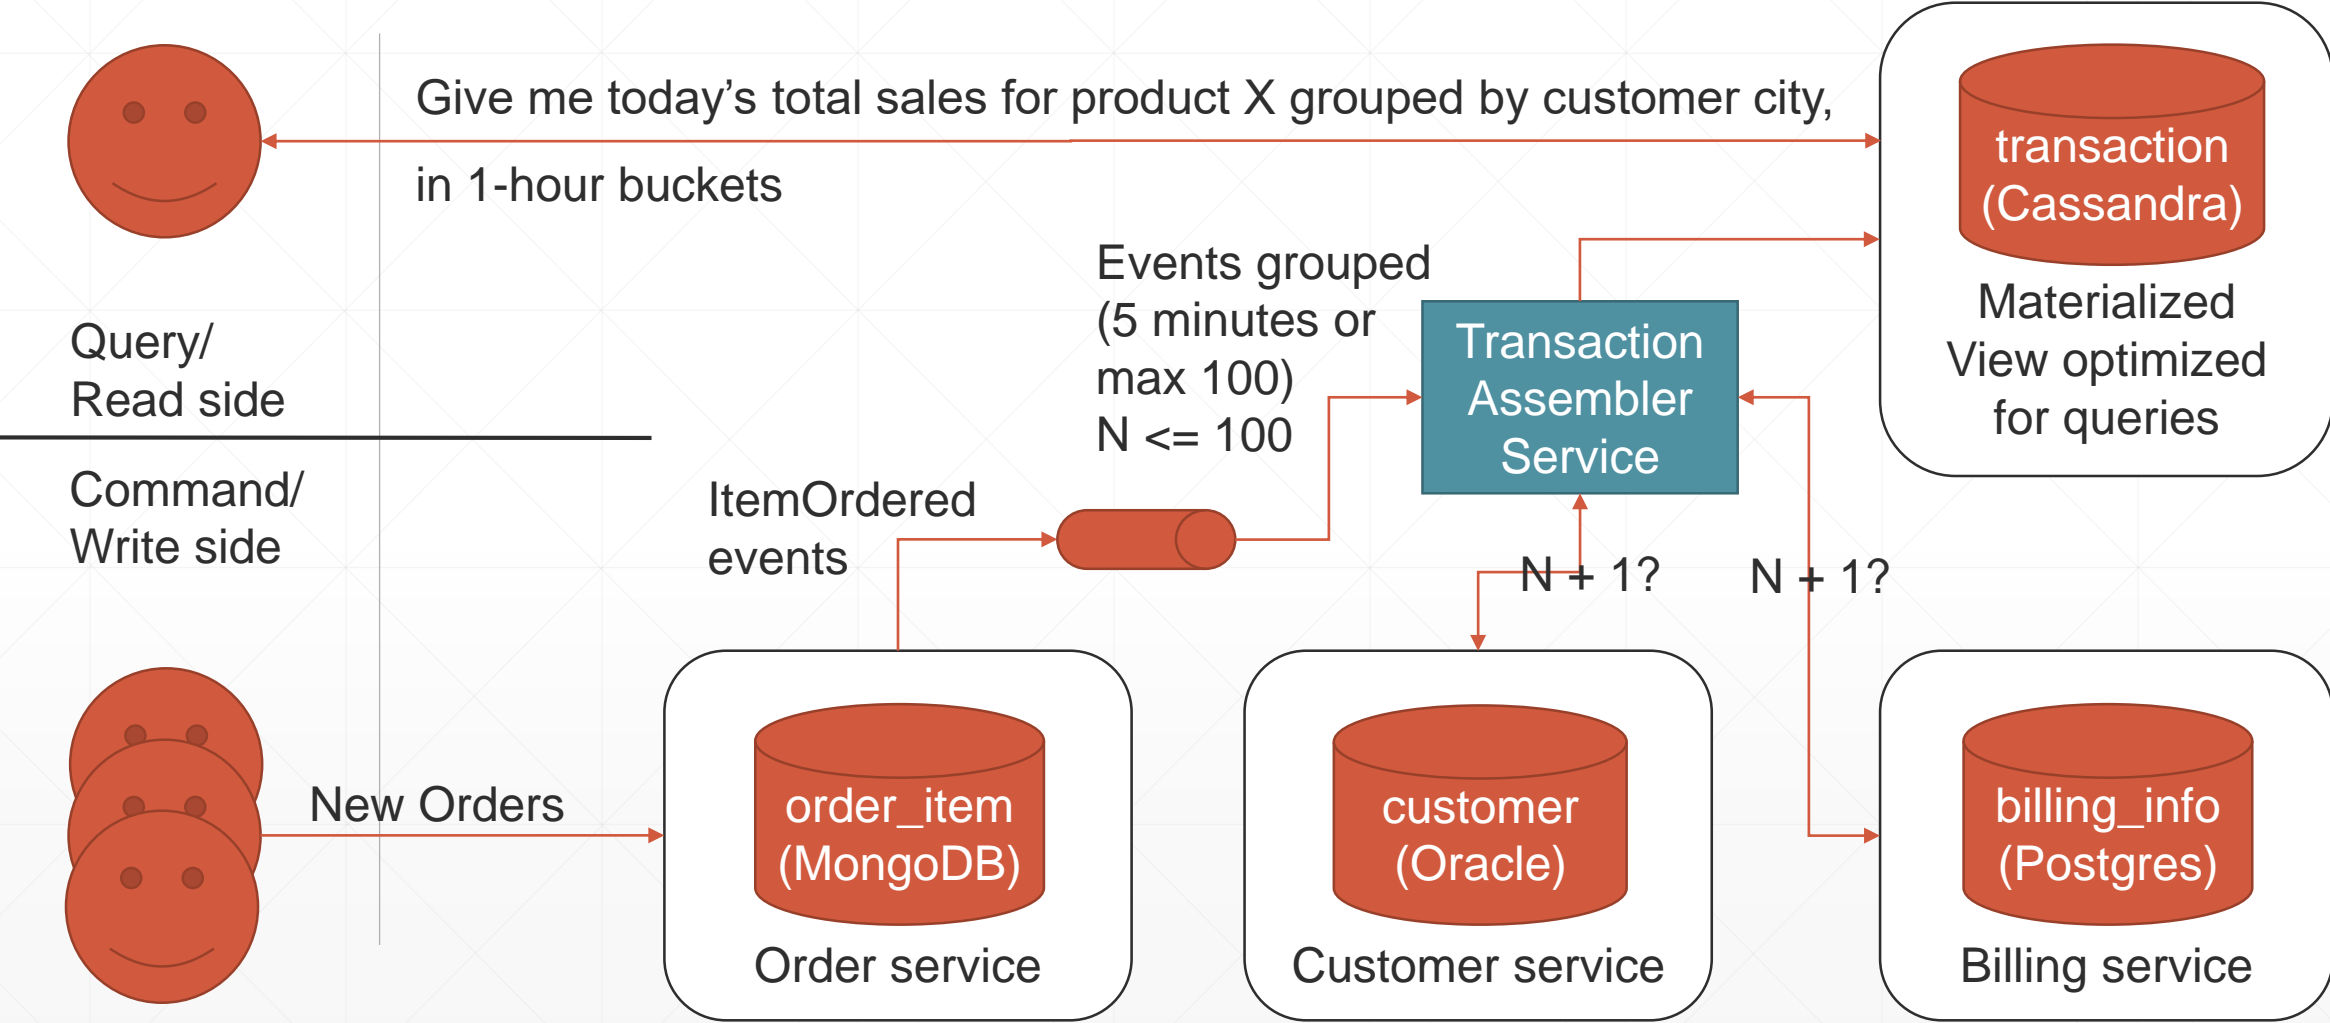 Give me today’s total sales for product X grouped by customer city,
in 1-hour buckets
transaction
(Cassandra)
Materialized
View optimized
for queries
Events grouped
(5 minutes or
max 100)
N <= 100
Transaction
Assembler
Service
Query/
Read side
Command/
Write side
ItemOrdered
events
N + 1?
N + 1?
New Orders
order_item
(MongoDB)
Order service
customer
(Oracle)
Customer service
billing_info
(Postgres)
Billing service